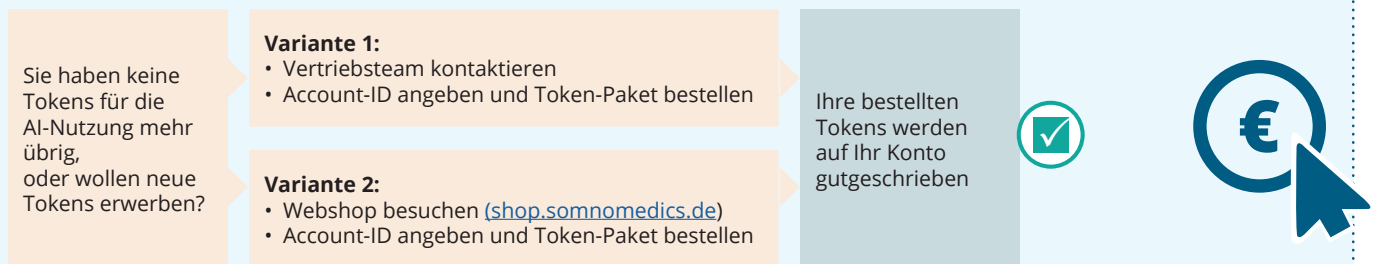 Sie haben keine
Tokens für die
AI-Nutzung mehr
übrig,
oder wollen neue
Tokens erwerben?
Variante 1:
• Vertriebsteam kontaktieren
• Account-ID angeben und Token-Paket bestellen
Variante 2:
• Webshop besuchen (shop.somnomedics.de)
• Account-ID angeben und Token-Paket bestellen
Ihre bestellten
Tokens werden
auf Ihr Konto
gutgeschrieben
€